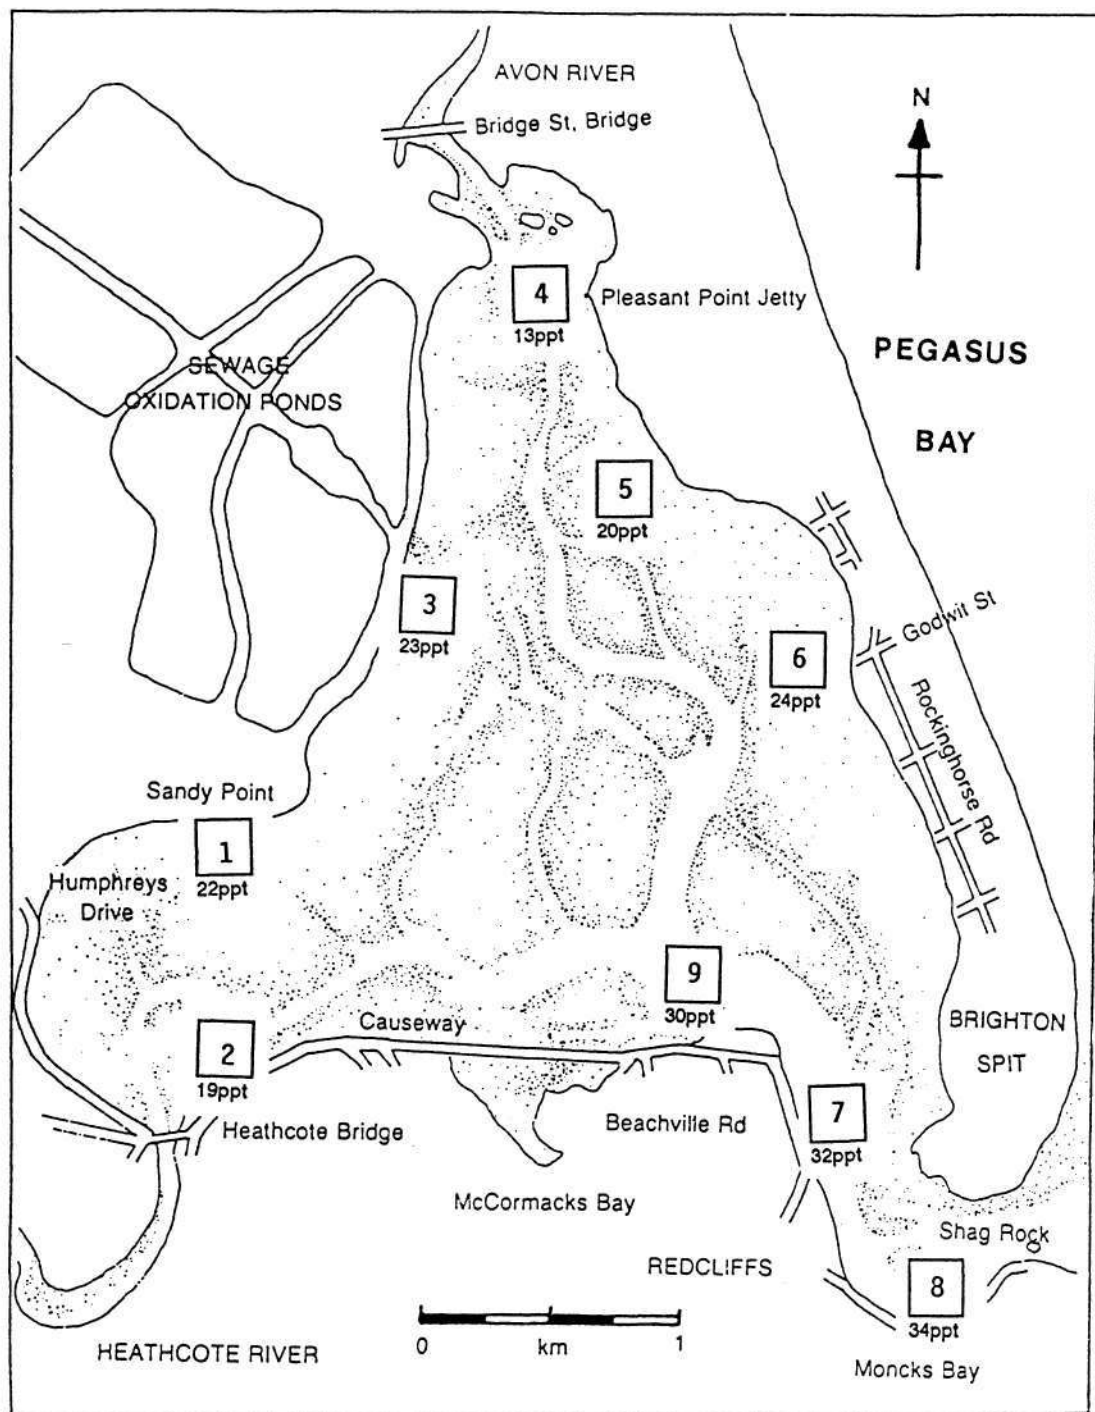 AVON RIVER
Bridge St, Bridge
N
4
13ppt
Pleasant Point Jetty
PEGASUS
BAY
SEWAGE
OXIDATION PONDS
5
20ppt
3
23ppt
6
24ppt
Godwit St
Rockinghorse Rd
Sandy Point
1
22ppt
Humphreys
Drive
9
30ppt
Causeway
BRIGHTON
SPIT
2
19ppt
Heathcote Bridge
Beachville Rd
7
32ppt
McCormacks Bay
Shag Rock
REDCLIFFS
8
34ppt
0 km 1
HEATHCOTE RIVER
Moncks Bay